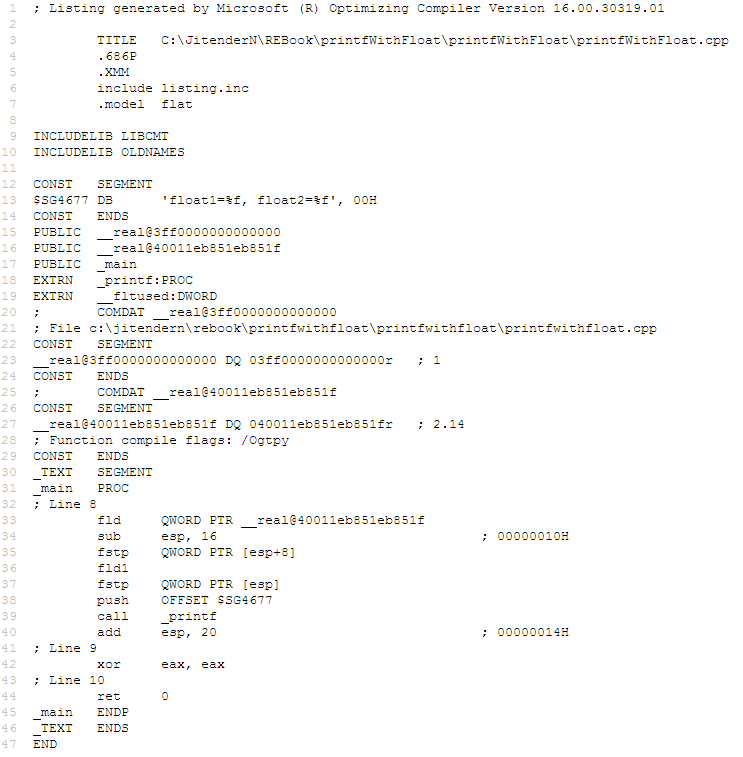 1 ; Listing generated by Microsoft (R) Optimizing Compiler Version 16.00.30319.01
2
3 TITLE C:\JitenderN\REBook\printfWithFloat\printfWithFloat\printfWithFloat.cpp
4 .686P
5 .XMM
6 include listing.inc
7 .model flat
8
9 INCLUDELIB LIBCMT
10 INCLUDELIB OLDNAMES
11
12 CONST SEGMENT
13 $SG4677 DB 'float1=%f, float2=%f', 00H
14 CONST ENDS
15 PUBLIC __real@3ff0000000000000
16 PUBLIC __real@40011eb851eb851f
17 PUBLIC _main
18 EXTRN _printf:PROC
19 EXTRN __fltused:DWORD
20 ; COMDAT __real@3ff0000000000000
21 ; File c:\jitendern\rebook\printfwithfloat\printfwithfloat\printfwithfloat.cpp
22 CONST SEGMENT
23 __real@3ff0000000000000 DQ 03ff0000000000000r ; 1
24 CONST ENDS
25 ; COMDAT __real@40011eb851eb851f
26 CONST SEGMENT
27 __real@40011eb851eb851f DQ 040011eb851eb851fr ; 2.14
28 ; Function compile flags: /Ogtpy
29 CONST ENDS
30 _TEXT SEGMENT
31 _main PROC
32 ; Line 8
33 fld QWORD PTR __real@40011eb851eb851f
34 sub esp, 16 ; 00000010H
35 fstp QWORD PTR [esp+8]
36 fld1
37 fstp QWORD PTR [esp]
38 push OFFSET $SG4677
39 call _printf
40 add esp, 20 ; 00000014H
41 ; Line 9
42 xor eax, eax
43 ; Line 10
44 ret 0
45 _main ENDP
46 _TEXT ENDS
47 END